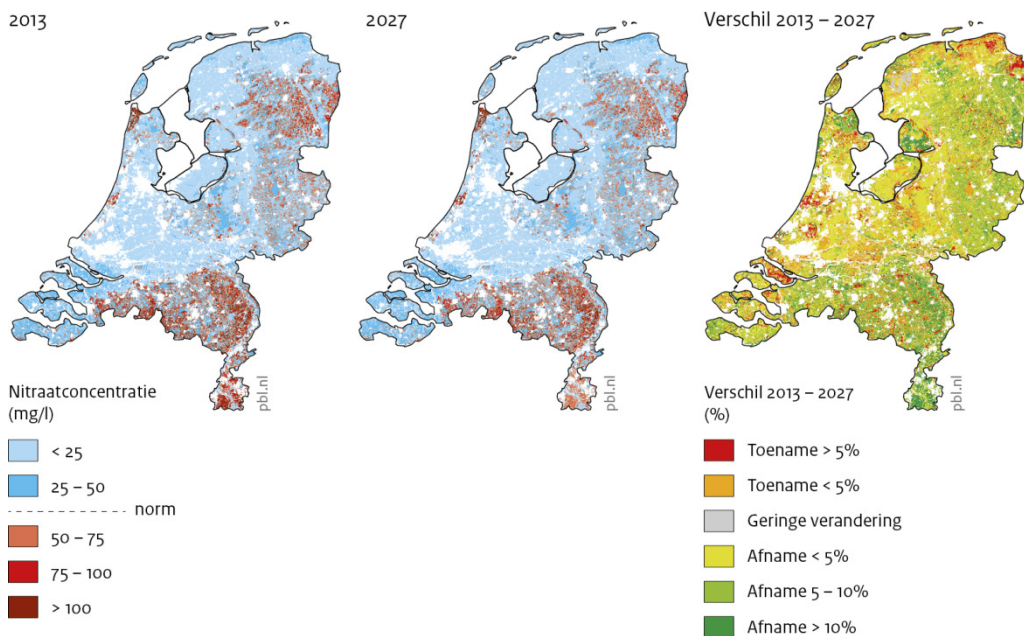 2013
2027
Verschil 2013 – 2027
pbl.nl
pbl.nl
pbl.nl
Nitraatconcentratie
(mg/l)
< 25
25 – 50
norm
50 – 75
75 – 100
> 100
Verschil 2013 – 2027
(%)
Toename > 5%
Toename < 5%
Geringe verandering
Afname < 5%
Afname 5 – 10%
Afname > 10%